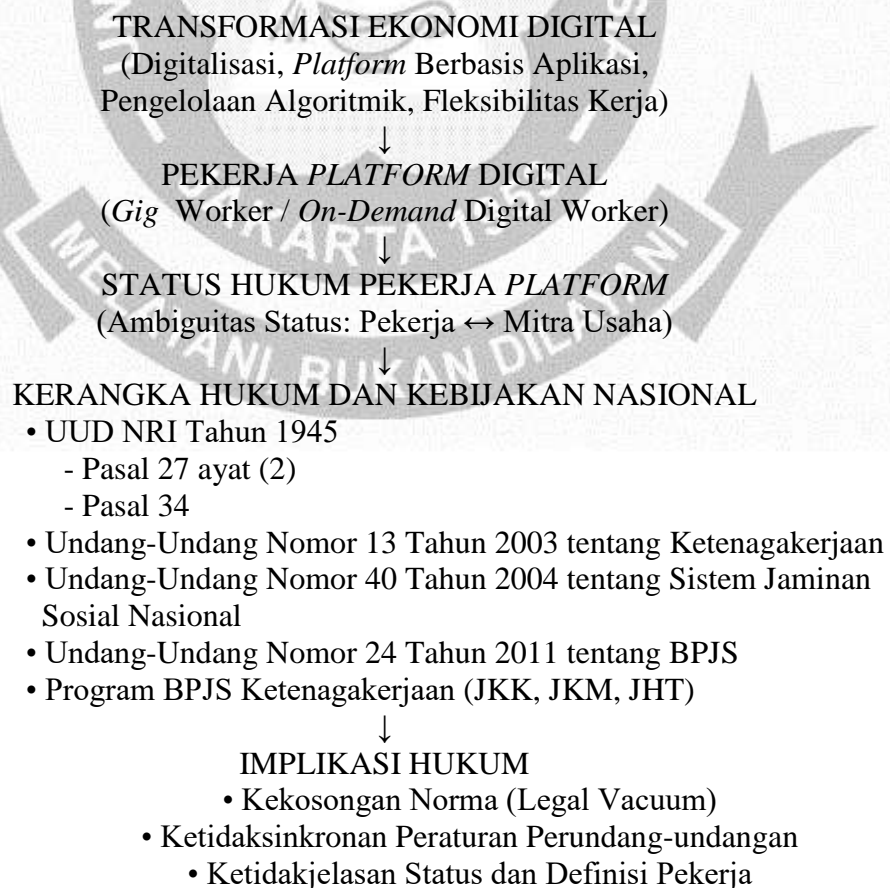 TRANSFORMASI EKONOMI DIGITAL
(Digitalisasi, Platform Berbasis Aplikasi,
Pengelolaan Algoritmik, Fleksibilitas Kerja)
↓
PEKERJA PLATFORM DIGITAL
(Gig Worker / On-Demand Digital Worker)
↓
STATUS HUKUM PEKERJA PLATFORM
(Ambiguitas Status: Pekerja ↔ Mitra Usaha)
↓
KERANGKA HUKUM DAN KEBIJAKAN NASIONAL
• UUD NRI Tahun 1945
- Pasal 27 ayat (2)
- Pasal 34
• Undang-Undang Nomor 13 Tahun 2003 tentang Ketenagakerjaan
• Undang-Undang Nomor 40 Tahun 2004 tentang Sistem Jaminan
Sosial Nasional
• Undang-Undang Nomor 24 Tahun 2011 tentang BPJS
• Program BPJS Ketenagakerjaan (JKK, JKM, JHT)
↓
IMPLIKASI HUKUM
• Kekosongan Norma (Legal Vacuum)
• Ketidaksinkronan Peraturan Perundang-undangan
• Ketidakjelasan Status dan Definisi Pekerja
MELAYANI, BUKAN DILAYANI